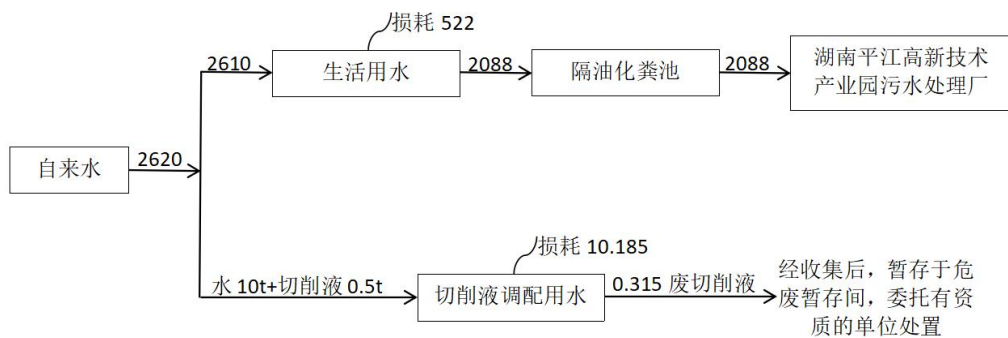 损耗 522
2610
生活用水
2088
隔油化粪池
2088
湖南平江高新技术
产业园污水处理厂
自来水
2620
损耗 10.185
水 10t+切削液 0.5t
切削液调配用水
0.315 废切削液
经收集后，暂存于危
废暂存间，委托有资
质的单位处置